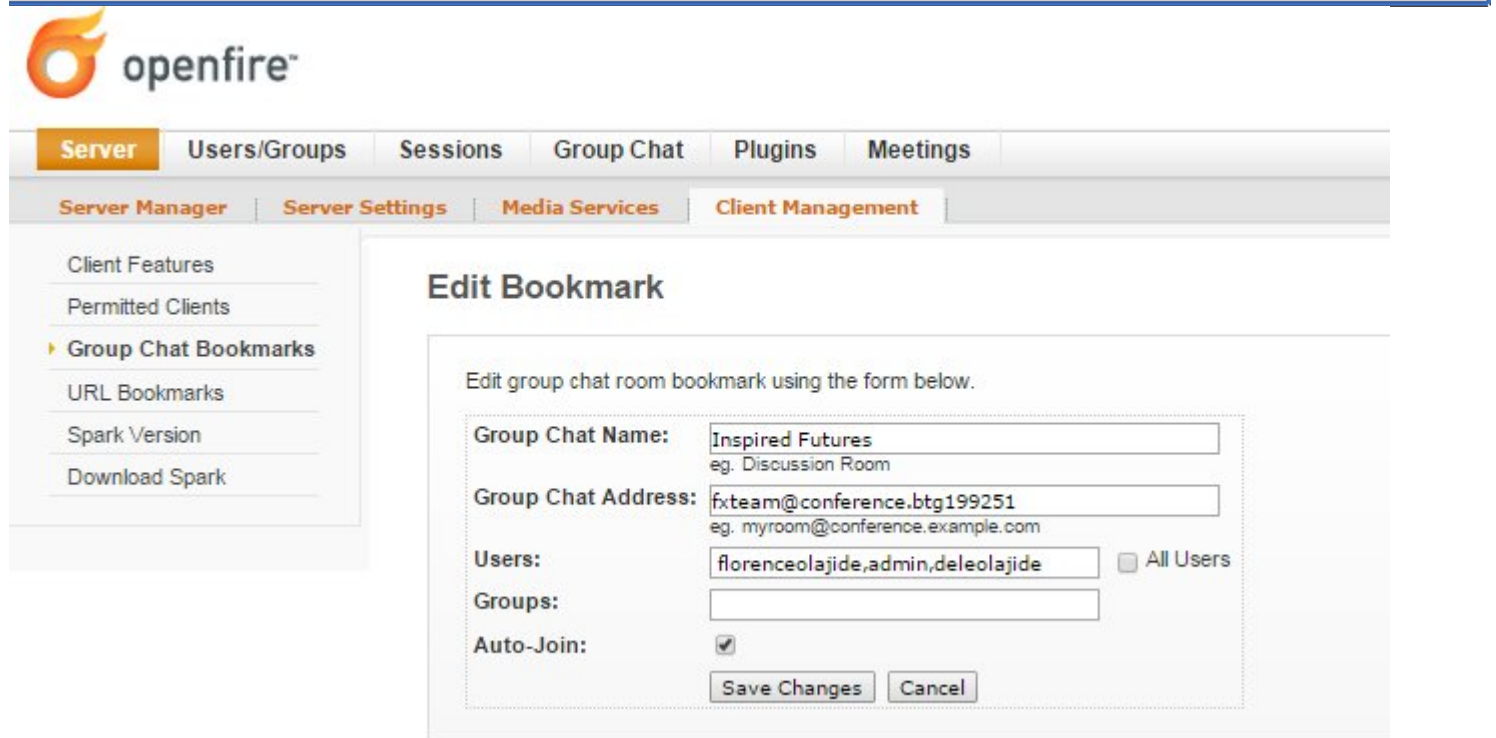 openfire™
Server Users/Groups Sessions Group Chat Plugins Meetings
Server Manager Server Settings Media Services Client Management
Client Features
Permitted Clients
Group Chat Bookmarks
URL Bookmarks
Spark Version
Download Spark
Edit Bookmark
Edit group chat room bookmark using the form below.
Group Chat Name: Inspired Futures
eg. Discussion Room
Group Chat Address: fxteam@conference.btg199251
eg. myroom@conference.example.com
Users: florenceolajide,admin,deleolajide All Users
Groups:
Auto-Join:
Save Changes Cancel